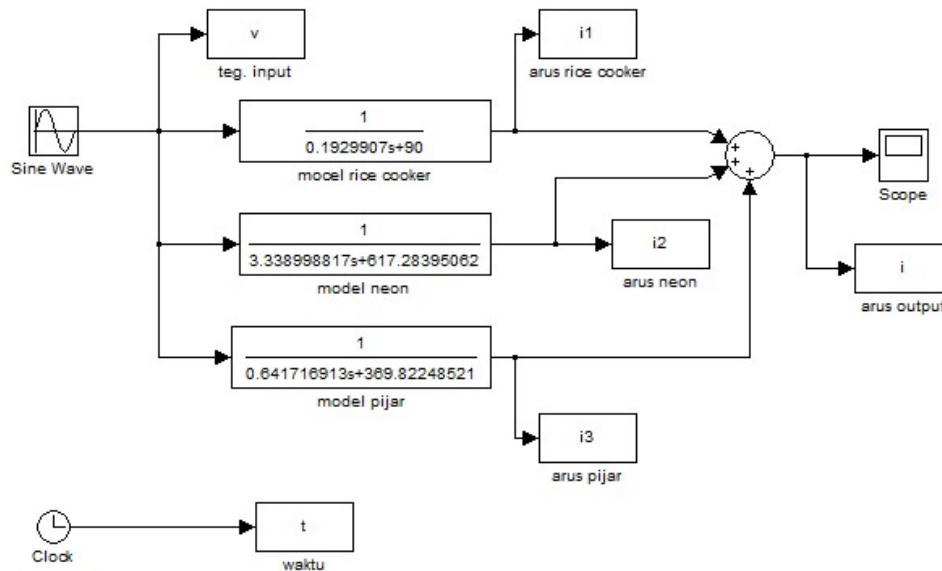 v
teg. input
i1
arus rice cooker
Sine Wave
1
0.1929907s+90
mocel rice cooker
+
+
+
Scope
1
3.338998817s+617.28395062
model neon
i2
arus neon
i
arus output
1
0.641716913s+369.82248521
model pijar
i3
arus pijar
Clock
t
waktu